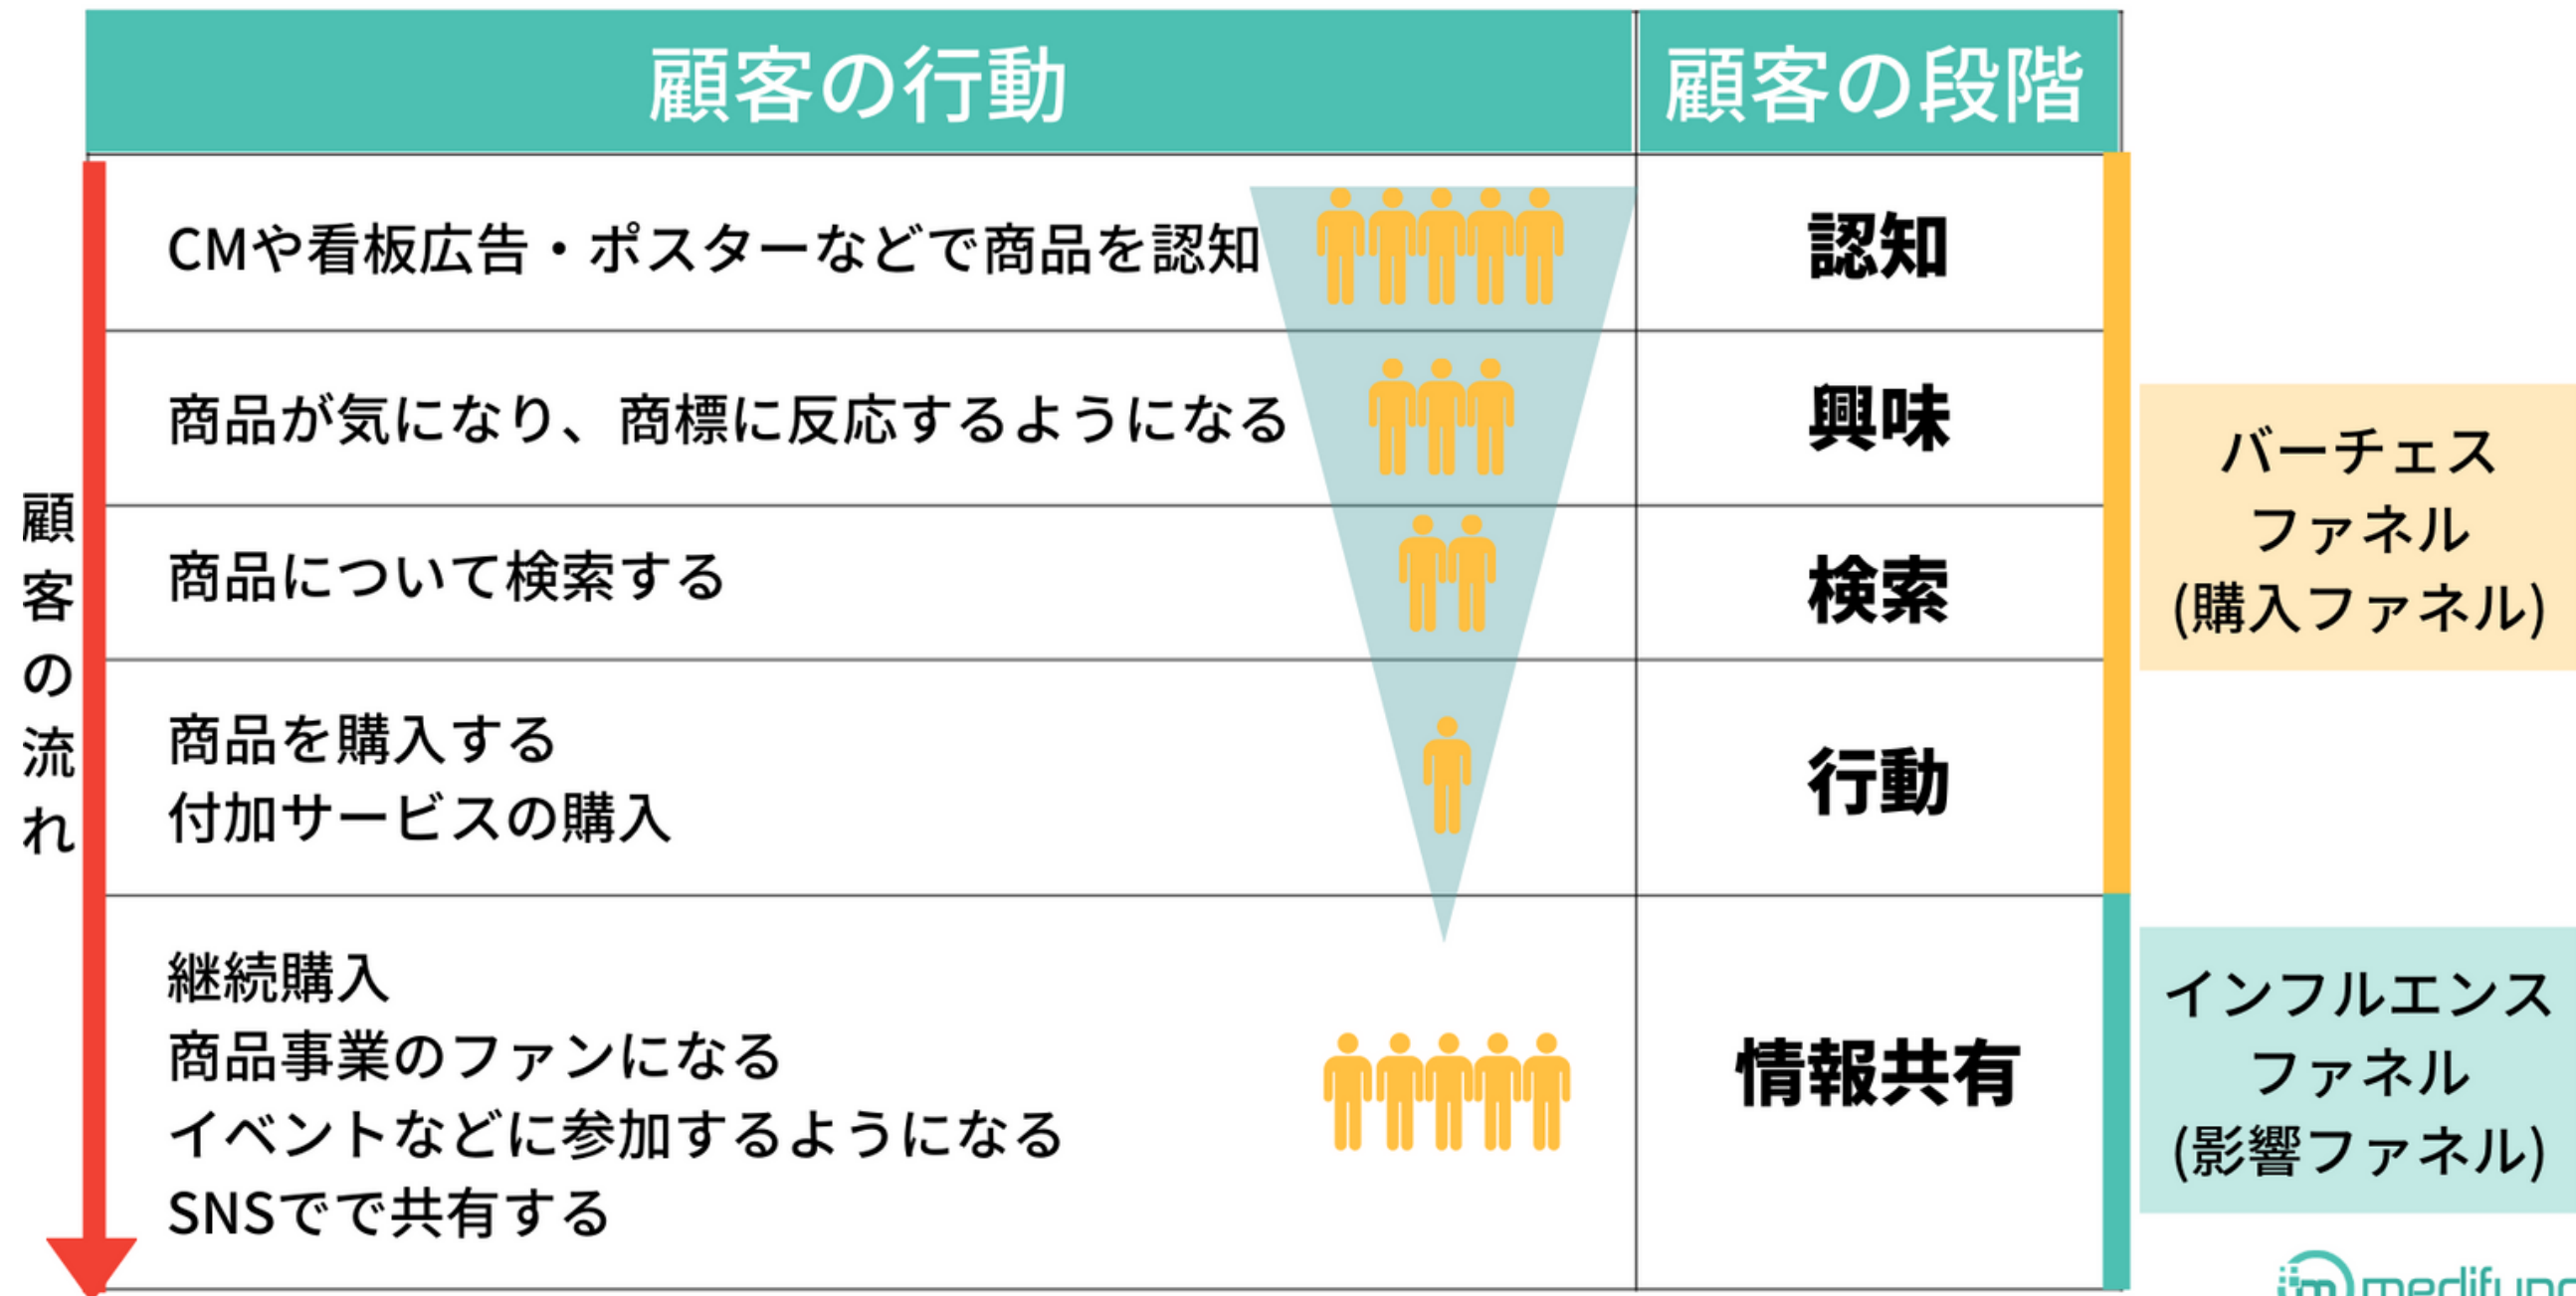 顧客の行動
顧客の段階
顧客の流れ
CMや看板広告・ポスターなどで商品を認知
認知
商品が気になり、商標に反応するようになる
興味
商品について検索する
検索
商品を購入する
付加サービスの購入
行動
継続購入
商品事業のファンになる
イベントなどに参加するようになる
SNSでで共有する
情報共有
バーチェス
ファネル
(購入ファネル)
インフルエンス
ファネル
(影響ファネル)